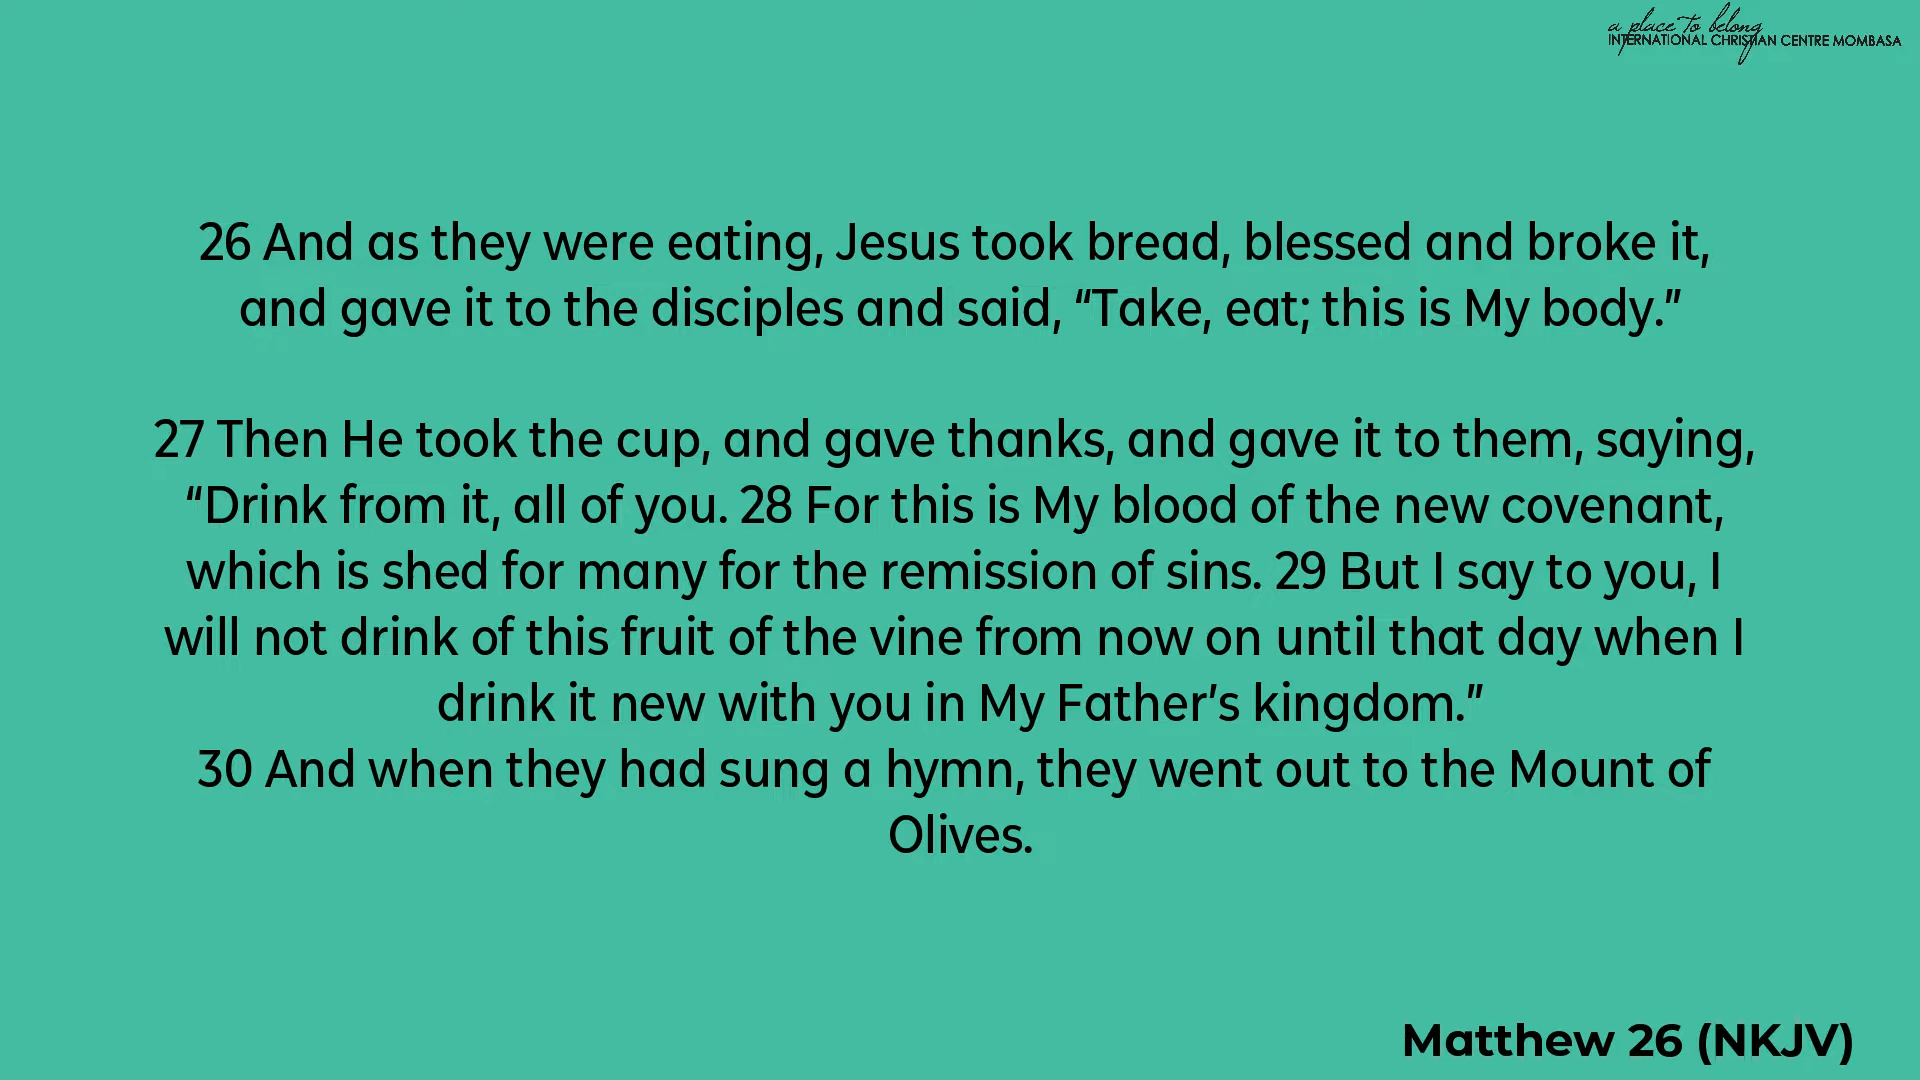 a place to belong
INTERNATIONAL CHRISTIAN CENTRE MOMBASA
26 And as they were eating, Jesus took bread, blessed and broke it,
and gave it to the disciples and said, “Take, eat; this is My body.”
27 Then He took the cup, and gave thanks, and gave it to them, saying,
“Drink from it, all of you. 28 For this is My blood of the new covenant,
which is shed for many for the remission of sins. 29 But I say to you, I
will not drink of this fruit of the vine from now on until that day when I
drink it new with you in My Father’s kingdom.”
30 And when they had sung a hymn, they went out to the Mount of
Olives.
Matthew 26 (NKJV)